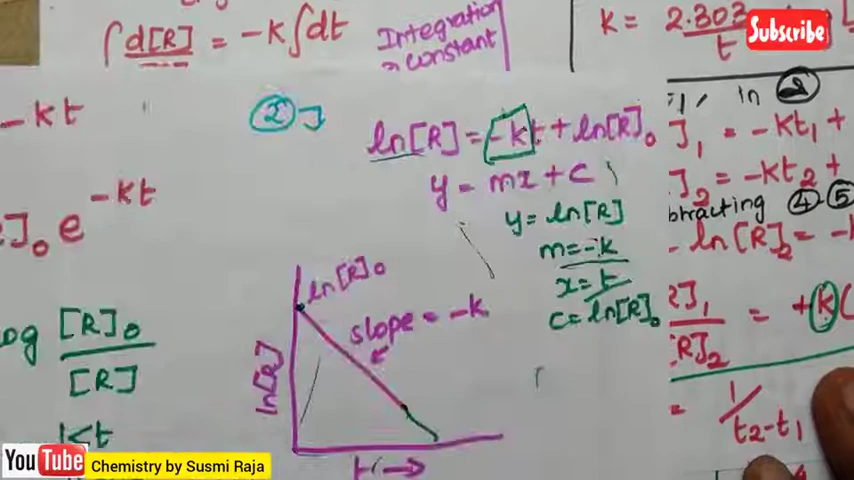 ∫ d[R] = -K∫dt
Integration
constant
K = 2.303
t
Subscribe
-kt
②
ln[R] = -kt + ln[R]₀
y = mx + c
y = ln[R]
m = -k
x = t
c = ln[R]₀
]₀ e^-kt
log [R]₀
[R]
kt
ln[R]₀
slope = -k
ln[R]
t →
in ②
]₁ = -Kt₁ +
]₂ = -Kt₂ +
btracting ④-⑤
- ln[R]₂ = -k
R]₁
R]₂
= +k(
= 1
t₂-t₁
YouTube
Chemistry by Susmi Raja